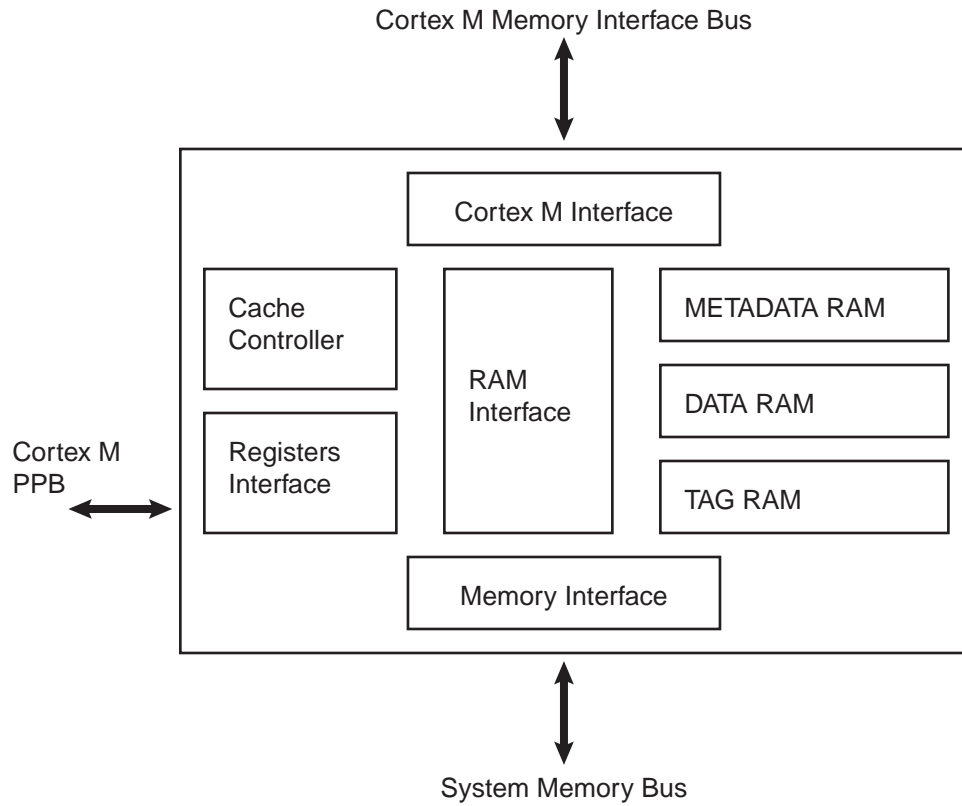 Cortex M Memory Interface Bus
Cortex M Interface
Cache
Controller
RAM
Interface
METADATA RAM
DATA RAM
Registers
Interface
TAG RAM
Cortex M
PPB
Memory Interface
System Memory Bus